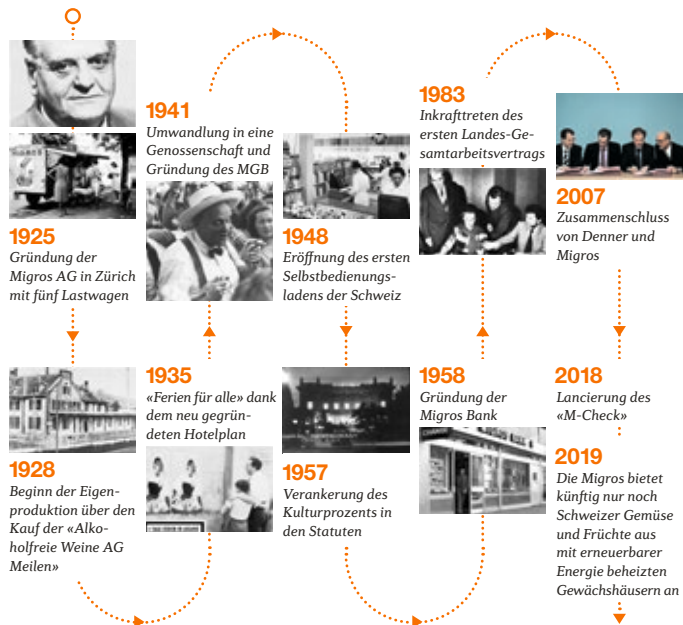 1925
Gründung der
Migros AG in Zürich
mit fünf Lastwagen
1928
Beginn der Eigen-
produktion über den
Kauf der «Alko-
holfreie Weine AG
Meilen»
1935
«Ferien für alle» dank
dem neu gegrün-
deten Hotelplan
1941
Umwandlung in eine
Genossenschaft und
Gründung des MGB
1948
Eröffnung des ersten
Selbstbedienungs-
ladens der Schweiz
1957
Verankerung des
Kulturprozents in
den Statuten
1958
Gründung der
Migros Bank
1983
Inkrafttreten des
ersten Landes-Ge-
samtarbeitsvertrags
2007
Zusammenschluss
von Denner und
Migros
2018
Lancierung des
«M-Check»
2019
Die Migros bietet
künftig nur noch
Schweizer Gemüse
und Früchte aus
mit erneuerbarer
Energie beheizten
Gewächshäusern an